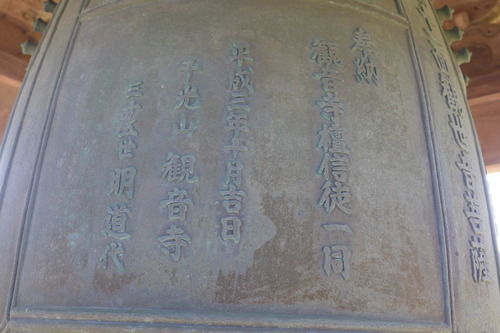 奉納
観音寺檀信徒一同
平成三年十月吉日
千光山 観音寺
三十五世 明道代